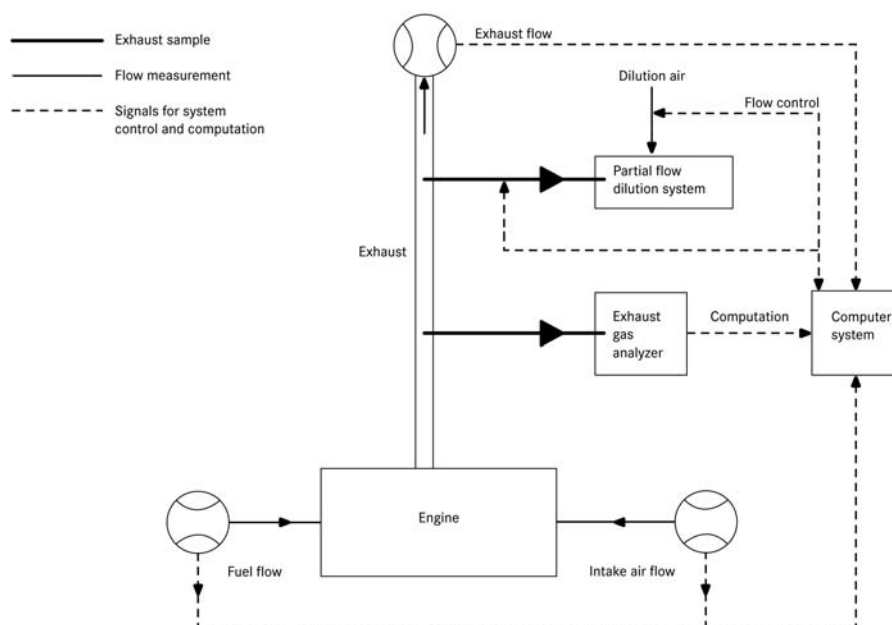 Exhaust sample
Flow measurement
Signals for system
control and computation
Exhaust flow
Dilution air
Flow control
Partial flow
dilution system
Exhaust
Exhaust
gas
analyzer
Computation
Computer
system
Engine
Fuel flow
Intake air flow